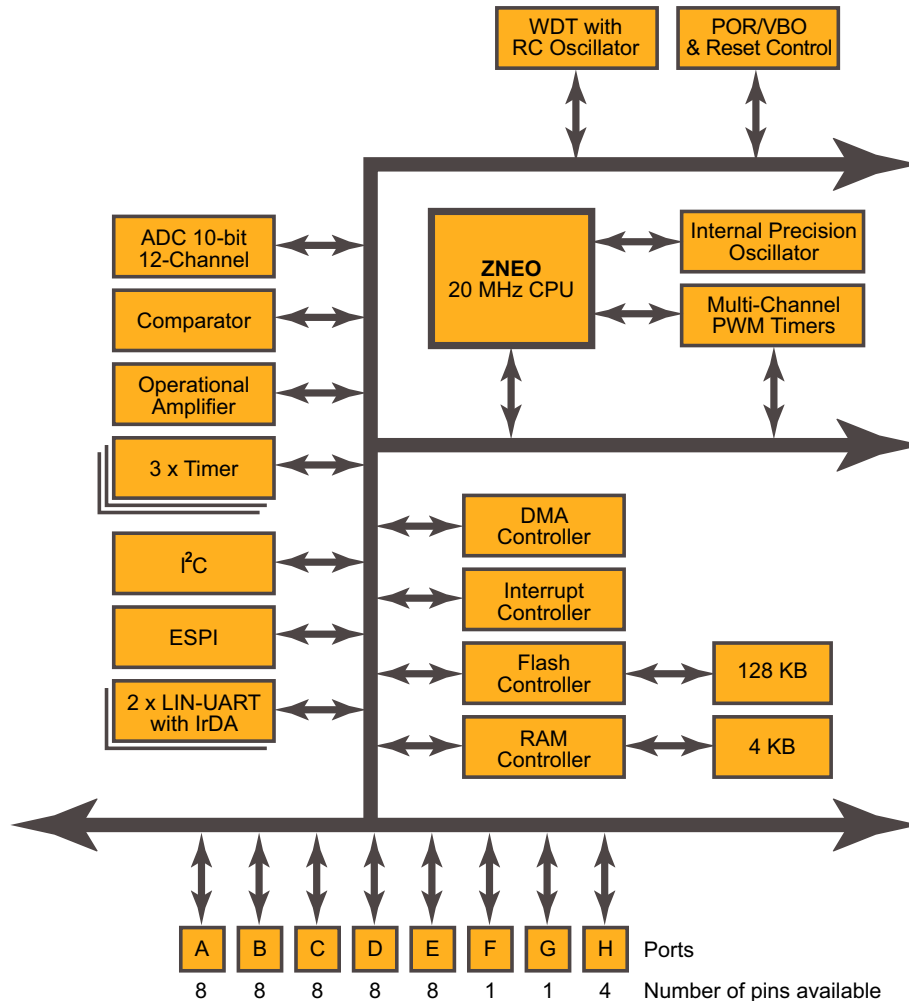 WDT with
RC Oscillator
POR/VBO
& Reset Control
ADC 10-bit
12-Channel
ZNEO
20 MHz CPU
Internal Precision
Oscillator
Comparator
Multi-Channel
PWM Timers
Operational
Amplifier
3 x Timer
DMA
Controller
I²C
Interrupt
Controller
ESPI
Flash
Controller
128 KB
2 x LIN-UART
with IrDA
RAM
Controller
4 KB
A B C D E F G H Ports
8 8 8 8 8 1 1 4 Number of pins available